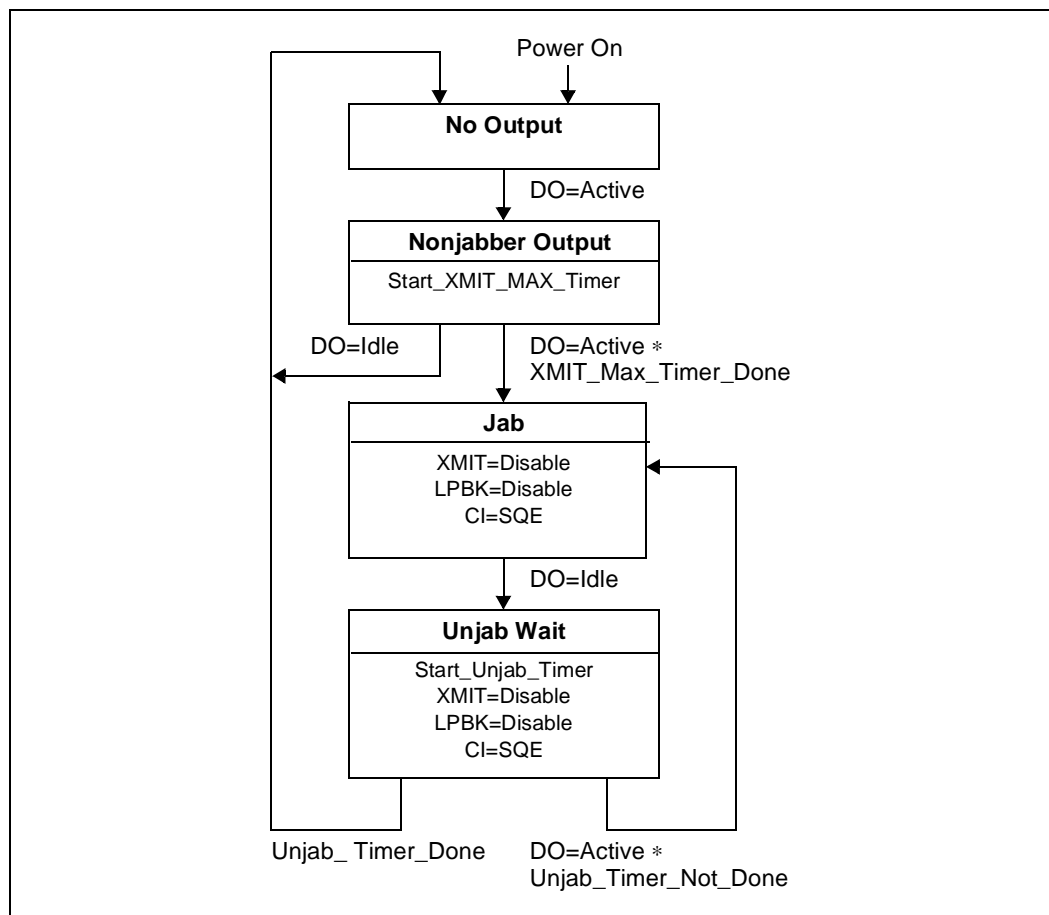 Power On
No Output
DO=Active
Nonjabber Output
Start_XMIT_MAX_Timer
DO=Idle
DO=Active *
XMIT_Max_Timer_Done
Jab
XMIT=Disable
LPBK=Disable
CI=SQE
DO=Idle
Unjab Wait
Start_Unjab_Timer
XMIT=Disable
LPBK=Disable
CI=SQE
Unjab_ Timer_Done
DO=Active *
Unjab_Timer_Not_Done